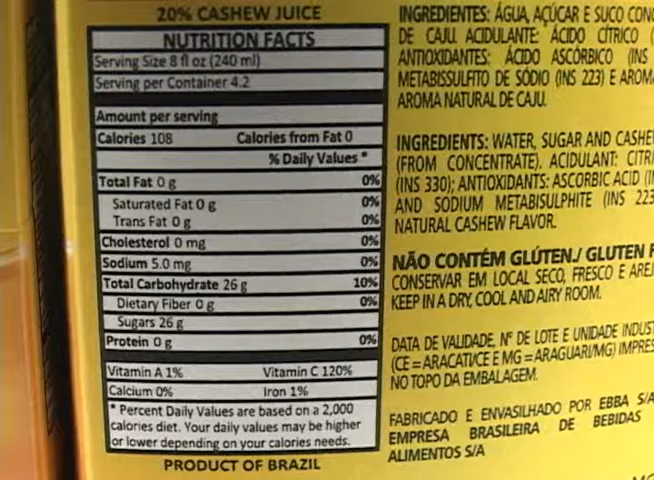 20% CASHEW JUICE
NUTRITION FACTS
Serving Size 8 fl oz (240 ml)
Serving per Container 4.2
Amount per serving
Calories 108 Calories from Fat 0
% Daily Values *
Total Fat 0 g 0%
Saturated Fat 0 g 0%
Trans Fat 0 g 0%
Cholesterol 0 mg 0%
Sodium 5.0 mg 0%
Total Carbohydrate 26 g 10%
Dietary Fiber 0 g 0%
Sugars 26 g
Protein 0 g 0%
Vitamin A 1% Vitamin C 120%
Calcium 0% Iron 1%
* Percent Daily Values are based on a 2,000
calories diet. Your daily values may be higher
or lower depending on your calories needs.
PRODUCT OF BRAZIL
INGREDIENTES: ÁGUA, AÇÚCAR E SUCO CONC
DE CAJU. ACIDULANTE: ÁCIDO CÍTRICO (
ANTIOXIDANTES: ÁCIDO ASCÓRBICO (INS
METABISSULFITO DE SÓDIO (INS 223) E AROMA
AROMA NATURAL DE CAJU.
INGREDIENTS: WATER, SUGAR AND CASHE
(FROM CONCENTRATE). ACIDULANT: CITRI
(INS 330); ANTIOXIDANTS: ASCORBIC ACID (I
AND SODIUM METABISULPHITE (INS 223
NATURAL CASHEW FLAVOR.
NÃO CONTÉM GLÚTEN./ GLUTEN F
CONSERVAR EM LOCAL SECO, FRESCO E AREJ
KEEP IN A DRY, COOL AND AIRY ROOM.
DATA DE VALIDADE, Nº DE LOTE E UNIDADE INDUST
(CE = ARACATI/CE E MG = ARAGUARI/MG) IMPRES
NO TOPO DA EMBALAGEM.
FABRICADO E ENVASILHADO POR EBBA S/A
EMPRESA BRASILEIRA DE BEBIDAS
ALIMENTOS S/A